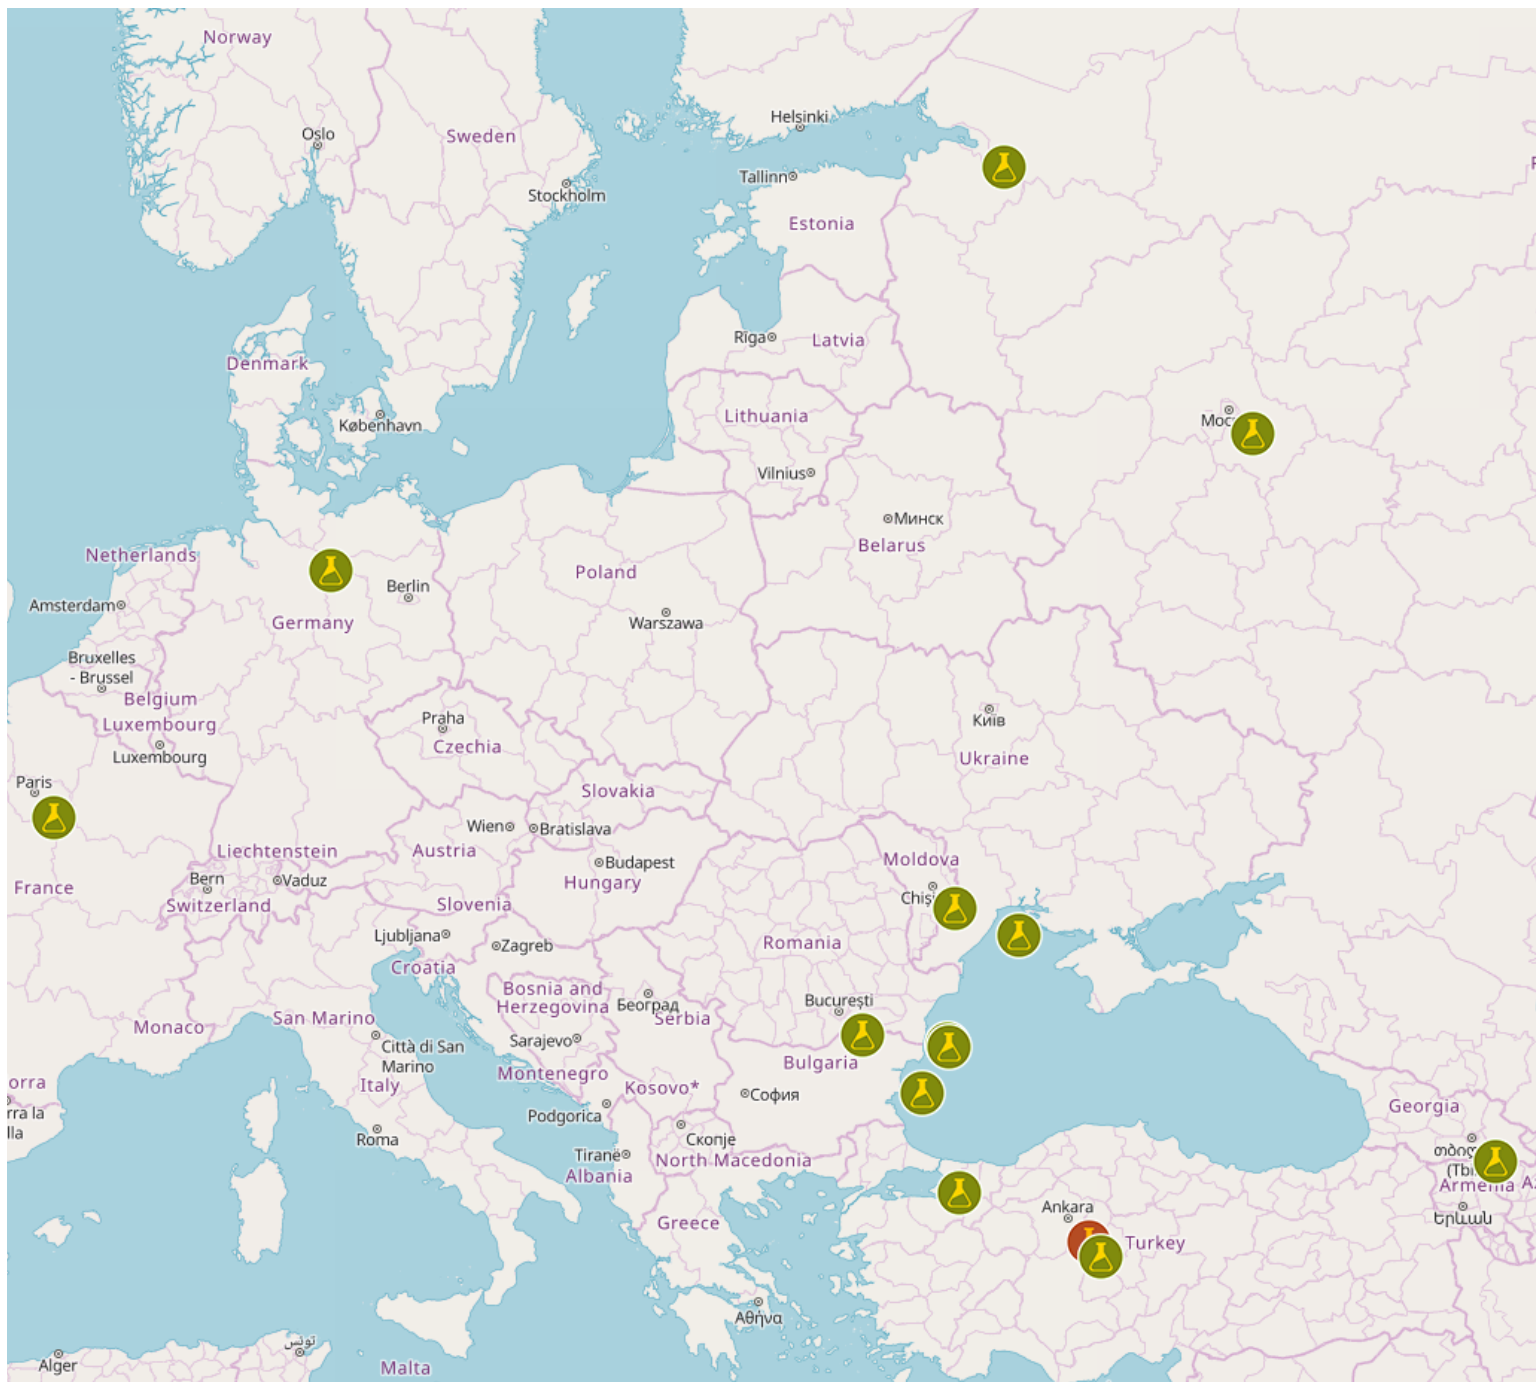 Norway
Helsinki
Oslo
Sweden
Tallinn
Stockholm
Estonia
Rīga
Latvia
Denmark
København
Lithuania
Vilnius
Минск
Belarus
Netherlands
Poland
Berlin
Amsterdam
Germany
Warszawa
Bruxelles
- Brussel
Belgium
Luxembourg
Praha
Київ
Czechia
Luxembourg
Ukraine
Paris
Slovakia
Wien
Bratislava
Liechtenstein
Austria
Moldova
Budapest
Bern
Vaduz
France
Hungary
Switzerland
Slovenia
Ljubljana
Zagreb
Romania
Croatia
Bosnia and
Herzegovina
București
Београд
San Marino
Serbia
Monaco
Sarajevo
Città di San
Marino
Bulgaria
Montenegro
Italy
Kosovo*
София
Georgia
Podgorica
Roma
Скопје
Tiranë
North Macedonia
Albania
Armenia
Ankara
Greece
Երևան
Turkey
Αθήνα
تونس
Alger
Malta